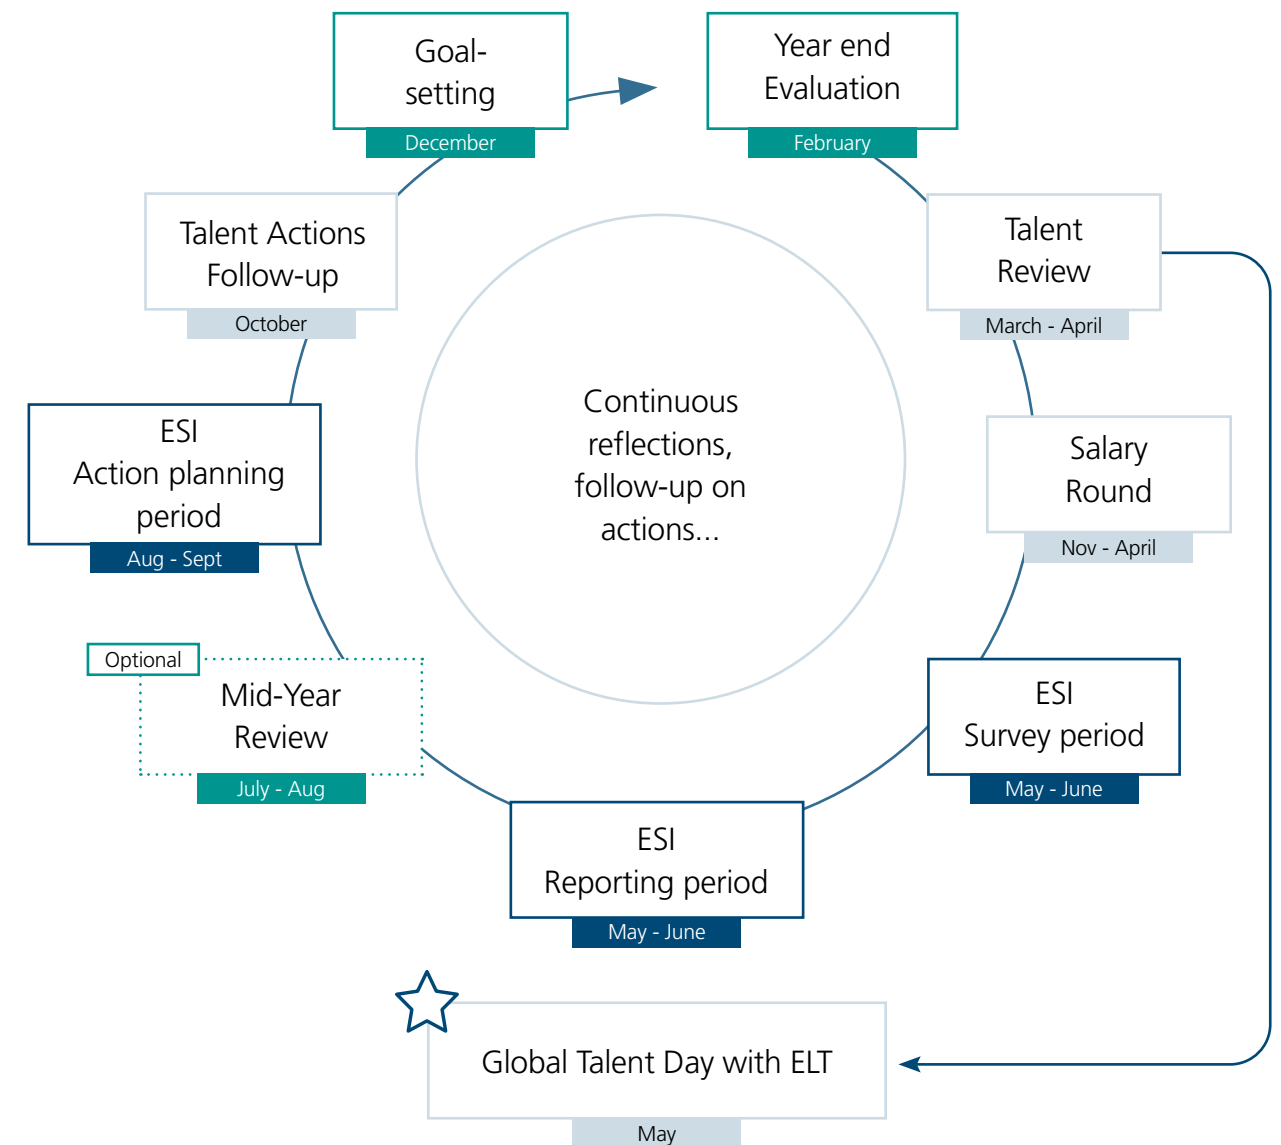 Goal-
setting
December
Year end
Evaluation
February
Talent
Review
March - April
Salary
Round
Nov - April
ESI
Survey period
May - June
ESI
Reporting period
May - June
Optional
Mid-Year
Review
July - Aug
ESI
Action planning
period
Aug - Sept
Talent Actions
Follow-up
October
Continuous
reflections,
follow-up on
actions...
Global Talent Day with ELT
May